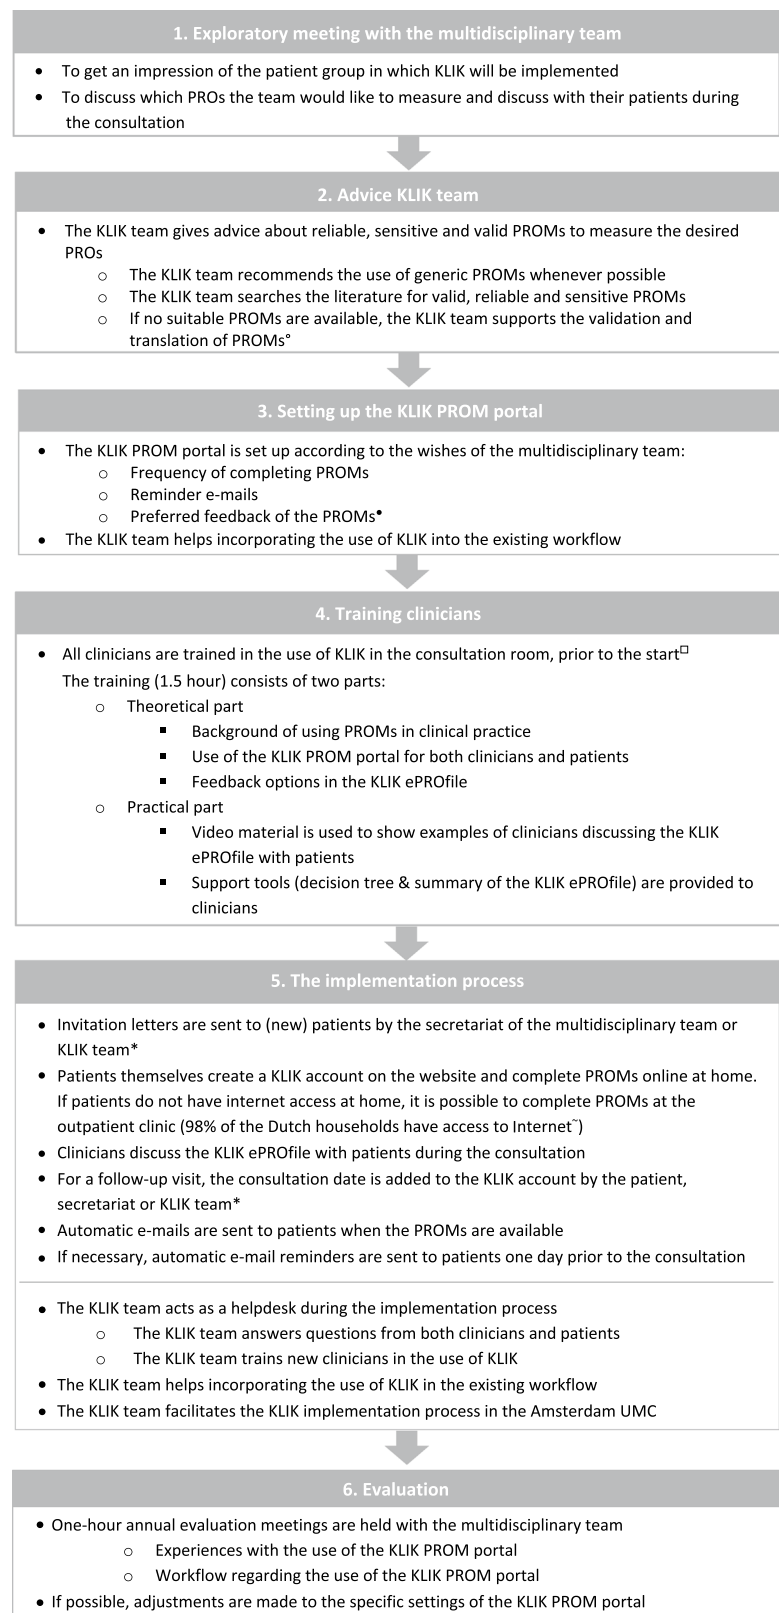 1. Exploratory meeting with the multidisciplinary team
• To get an impression of the patient group in which KLIK will be implemented
• To discuss which PROs the team would like to measure and discuss with their patients during
the consultation
2. Advice KLIK team
• The KLIK team gives advice about reliable, sensitive and valid PROMs to measure the desired
PROs
o The KLIK team recommends the use of generic PROMs whenever possible
o The KLIK team searches the literature for valid, reliable and sensitive PROMs
o If no suitable PROMs are available, the KLIK team supports the validation and
translation of PROMs°
3. Setting up the KLIK PROM portal
• The KLIK PROM portal is set up according to the wishes of the multidisciplinary team:
o Frequency of completing PROMs
o Reminder e-mails
o Preferred feedback of the PROMs•
• The KLIK team helps incorporating the use of KLIK into the existing workflow
4. Training clinicians
• All clinicians are trained in the use of KLIK in the consultation room, prior to the start□
The training (1.5 hour) consists of two parts:
o Theoretical part
▪ Background of using PROMs in clinical practice
▪ Use of the KLIK PROM portal for both clinicians and patients
▪ Feedback options in the KLIK ePROfile
o Practical part
▪ Video material is used to show examples of clinicians discussing the KLIK
ePROfile with patients
▪ Support tools (decision tree & summary of the KLIK ePROfile) are provided to
clinicians
5. The implementation process
• Invitation letters are sent to (new) patients by the secretariat of the multidisciplinary team or
KLIK team*
• Patients themselves create a KLIK account on the website and complete PROMs online at home.
If patients do not have internet access at home, it is possible to complete PROMs at the
outpatient clinic (98% of the Dutch households have access to Internet˜)
• Clinicians discuss the KLIK ePROfile with patients during the consultation
• For a follow-up visit, the consultation date is added to the KLIK account by the patient,
secretariat or KLIK team*
• Automatic e-mails are sent to patients when the PROMs are available
• If necessary, automatic e-mail reminders are sent to patients one day prior to the consultation
• The KLIK team acts as a helpdesk during the implementation process
o The KLIK team answers questions from both clinicians and patients
o The KLIK team trains new clinicians in the use of KLIK
• The KLIK team helps incorporating the use of KLIK in the existing workflow
• The KLIK team facilitates the KLIK implementation process in the Amsterdam UMC
6. Evaluation
• One-hour annual evaluation meetings are held with the multidisciplinary team
o Experiences with the use of the KLIK PROM portal
o Workflow regarding the use of the KLIK PROM portal
• If possible, adjustments are made to the specific settings of the KLIK PROM portal